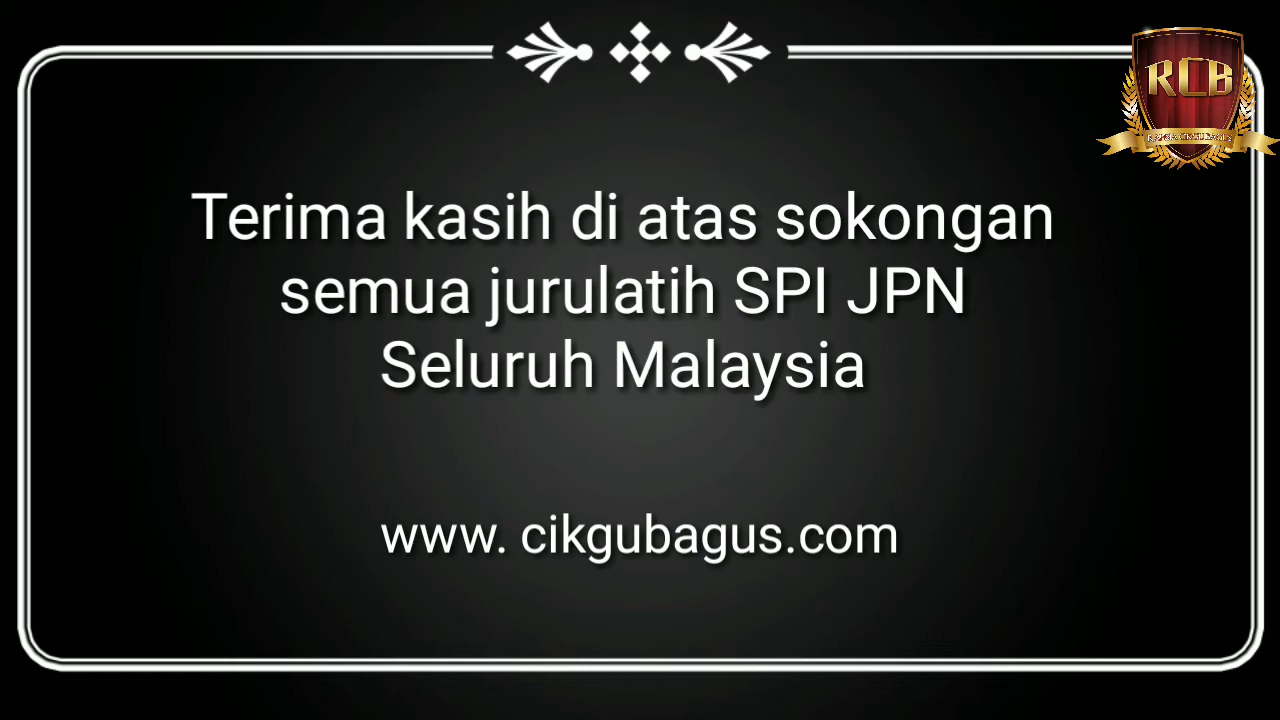 RCB
Terima kasih di atas sokongan
semua jurulatih SPI JPN
Seluruh Malaysia
www. cikgubagus.com